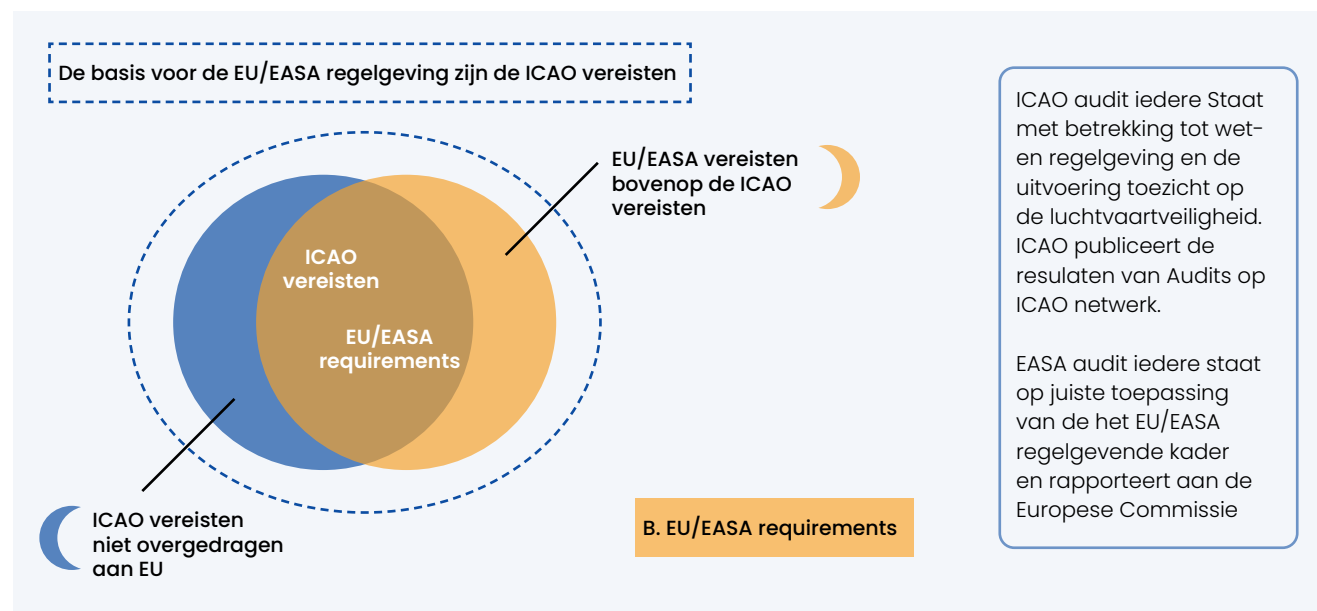 De basis voor de EU/EASA regelgeving zijn de ICAO vereisten
EU/EASA vereisten
bovenop de ICAO
vereisten
ICAO
vereisten
EU/EASA
requirements
ICAO vereisten
niet overgedragen
aan EU
B. EU/EASA requirements
ICAO audit iedere Staat
met betrekking tot wet-
en regelgeving en de
uitvoering toezicht op
de luchtvaartveiligheid.
ICAO publiceert de
resulaten van Audits op
ICAO netwerk.
EASA audit iedere staat
op juiste toepassing
van de het EU/EASA
regelgevende kader
en rapporteert aan de
Europese Commissie